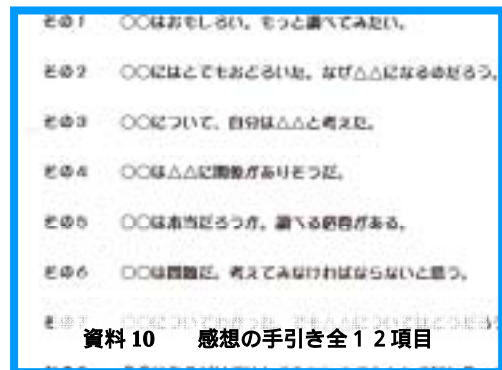 その1 ○○はおもしろい。もっと調べてみたい。
その2 ○○にはとてもおどろいた。なぜ△△になるのだろう。
その3 ○○について、自分は△△と考えた。
その4 ○○は△△に関係がありそうだ。
その5 ○○は本当だろうか。調べる必要がある。
その6 ○○は問題だ。考えてみなければならないと思う。
資料10 感想の手引き全12項目